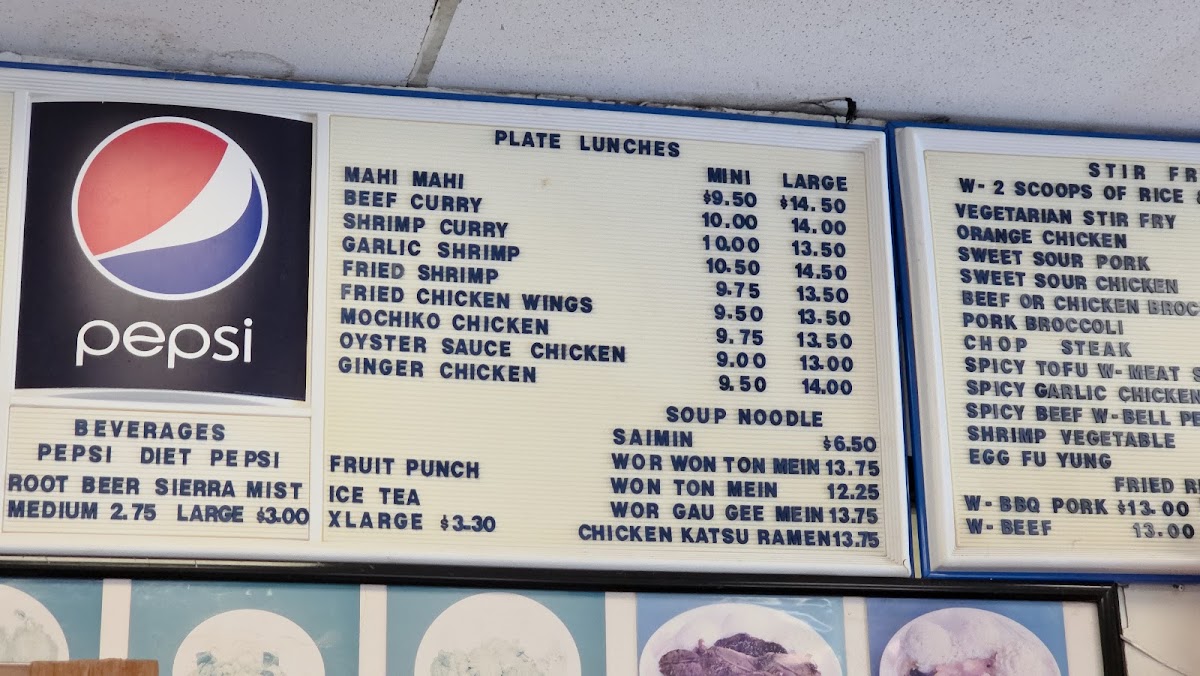 pepsi
BEVERAGES
PEPSI DIET PEPSI
ROOT BEER SIERRA MIST
MEDIUM 2.75 LARGE $3.00
PLATE LUNCHES
MINI LARGE
MAHI MAHI $9.50 $14.50
BEEF CURRY 10.00 14.00
SHRIMP CURRY 10.00 13.50
GARLIC SHRIMP 10.50 14.50
FRIED SHRIMP 9.75 13.50
FRIED CHICKEN WINGS 9.50 13.50
MOCHIKO CHICKEN 9.75 13.50
OYSTER SAUCE CHICKEN 9.00 13.00
GINGER CHICKEN 9.50 14.00
FRUIT PUNCH
ICE TEA
XLARGE $3.30
SOUP NOODLE
SAIMIN $6.50
WOR WON TON MEIN 13.75
WON TON MEIN 12.25
WOR GAU GEE MEIN 13.75
CHICKEN KATSU RAMEN 13.75
STIR FR
W- 2 SCOOPS OF RICE
VEGETARIAN STIR FRY
ORANGE CHICKEN
SWEET SOUR PORK
SWEET SOUR CHICKEN
BEEF OR CHICKEN BROC
PORK BROCCOLI
CHOP STEAK
SPICY TOFU W- MEAT S
SPICY GARLIC CHICKEN
SPICY BEEF W- BELL PE
SHRIMP VEGETABLE
EGG FU YUNG
FRIED RI
W- BBQ PORK $13.00
W- BEEF 13.00